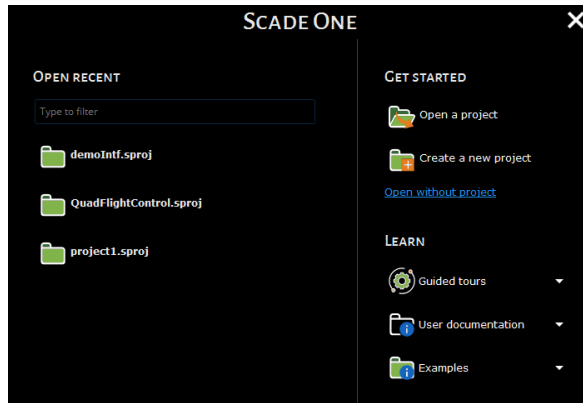 SCADE ONE
OPEN RECENT
Type to filter
demoIntf.sproj
QuadFlightControl.sproj
project1.sproj
GET STARTED
Open a project
Create a new project
Open without project
LEARN
Guided tours
User documentation
Examples